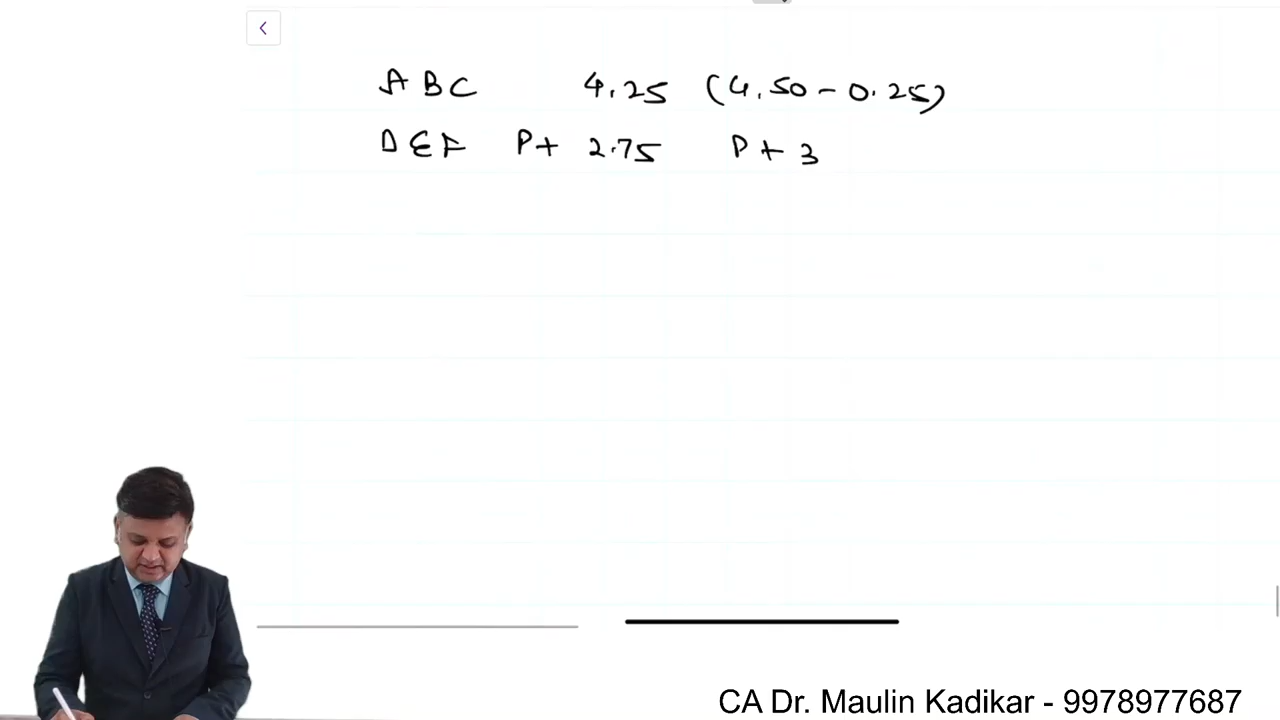 ABC 4.25 (4.50 - 0.25)
DEF P+ 2.75 P+3
CA Dr. Maulin Kadikar - 9978977687